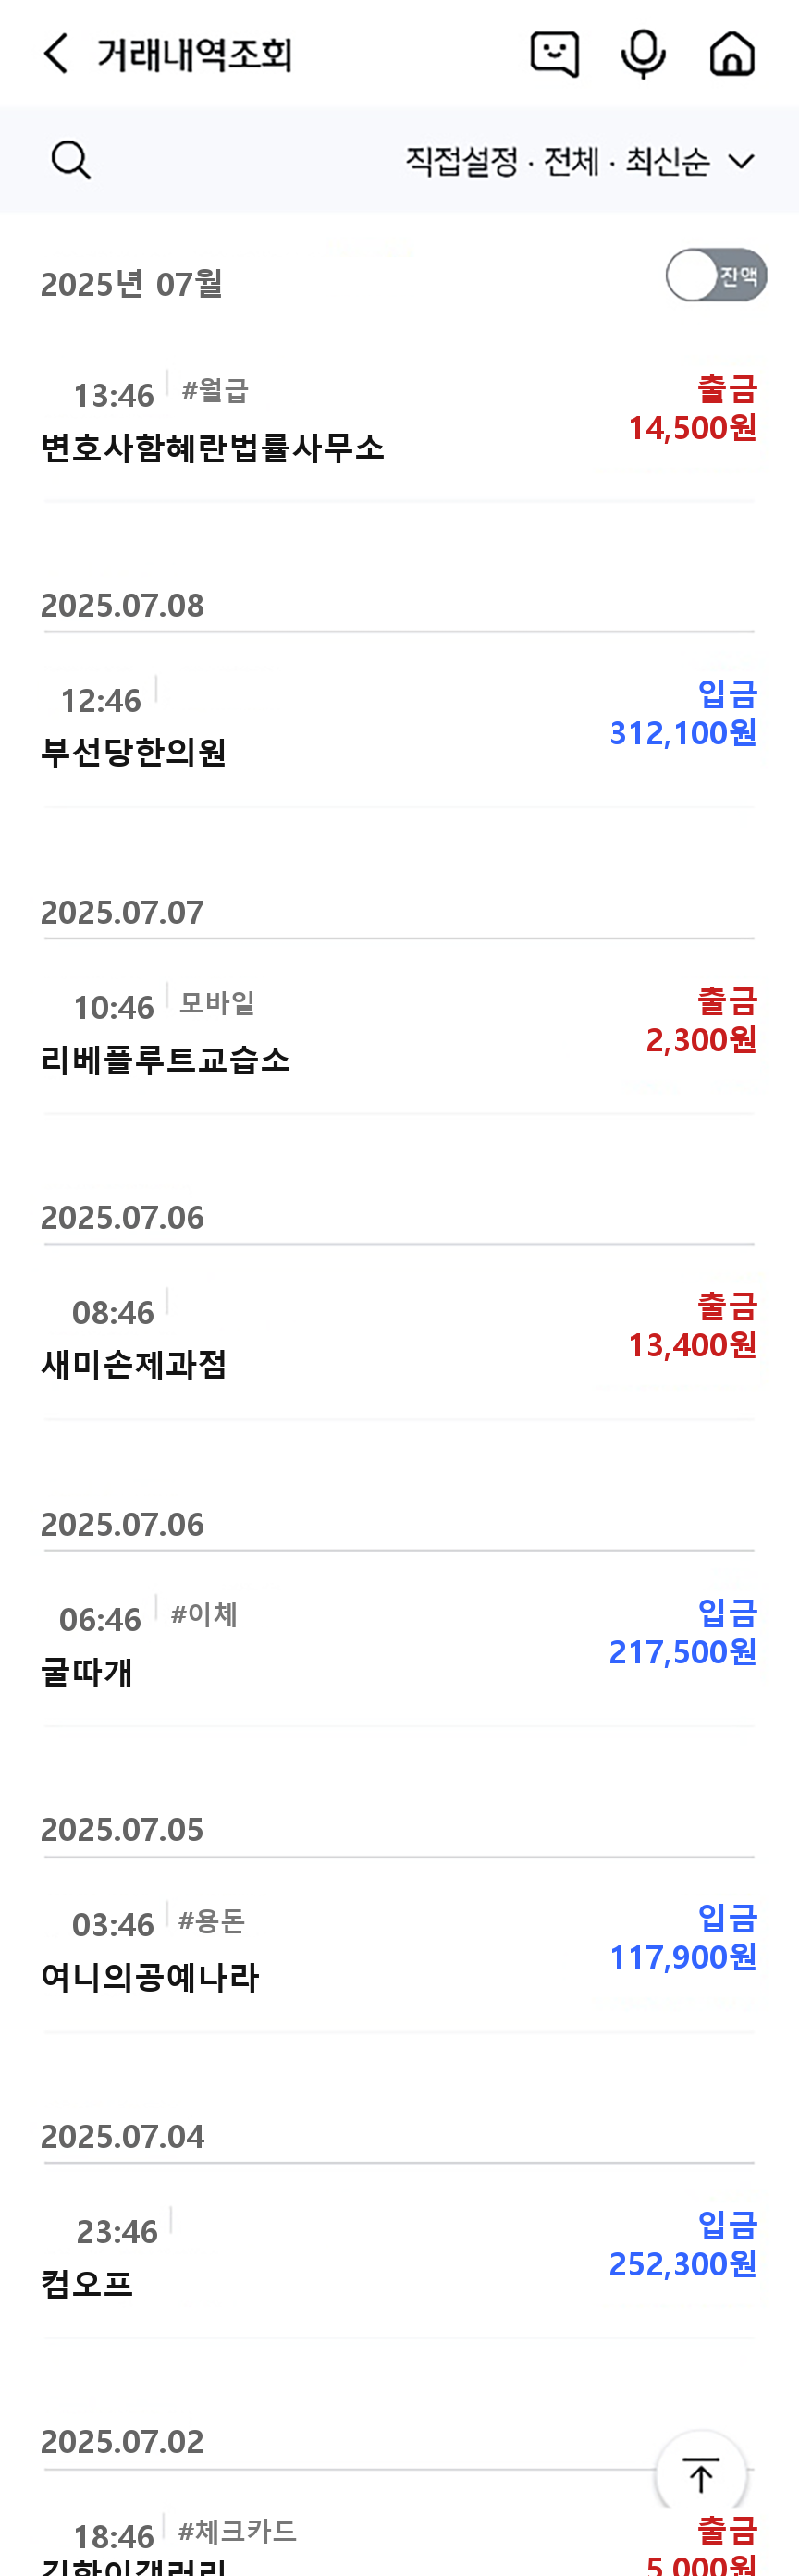 거래내역조회
직접설정 · 전체 · 최신순
2025년 07월
잔액
13:46 #월급
출금
변호사함혜란법률사무소
14,500원
2025.07.08
12:46
입금
부선당한의원
312,100원
2025.07.07
10:46 모바일
출금
리베플루트교습소
2,300원
2025.07.06
08:46
출금
새미손제과점
13,400원
2025.07.06
06:46 #이체
입금
굴따개
217,500원
2025.07.05
03:46 #용돈
입금
여니의공예나라
117,900원
2025.07.04
23:46
입금
컴오프
252,300원
2025.07.02
18:46 #체크카드
출금
5,000원